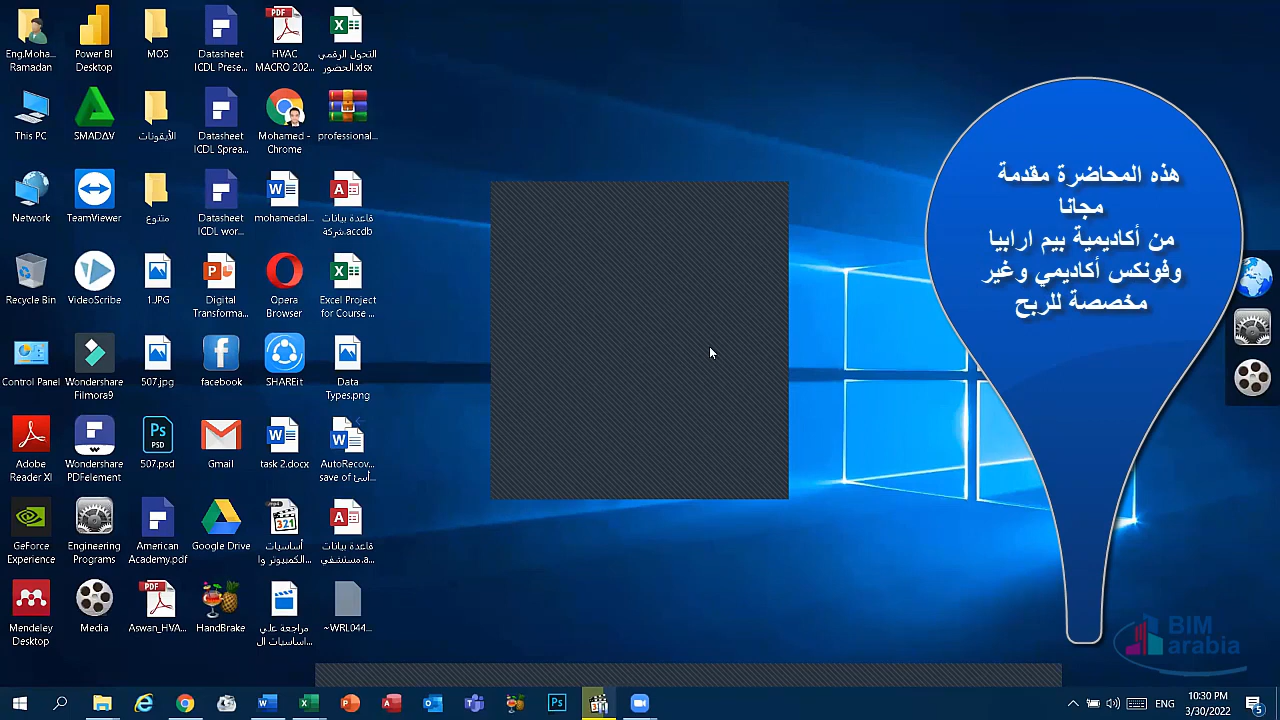 Eng.Moha...
Ramadan
Power BI
Desktop
MOS
Datasheet
ICDL Prese...
HVAC
MACRO 202...
التحول الرقمي
الحضور.xlsx
This PC
SMADΔV
الأيقونات
Datasheet
ICDL Sprea...
Mohamed -
Chrome
professional...
Network
TeamViewer
متنوع
Datasheet
ICDL wor...
mohamedal...
قاعدة بيانات
شركة.accdb
Recycle Bin
VideoScribe
1.JPG
Digital
Transforma...
Opera
Browser
Excel Project
for Course ...
Control Panel
Wondershare
Filmora9
507.jpg
facebook
SHAREit
Data
Types.png
Adobe
Reader XI
Wondershare
PDFelement
507.psd
Gmail
task 2.docx
AutoRecov...
save of أسي...
GeForce
Experience
Engineering
Programs
American
Academy.pdf
Google Drive
أساسيات
الكمبيوتر وا...
قاعدة بيانات
مستشفى.a...
Mendeley
Desktop
Media
Aswan_HVA...
HandBrake
مراجعة علي
اساسيات ال...
~WRL044...
هذه المحاضرة مقدمة
مجانا
من أكاديمية بيم ارابيا
وفونكس أكاديمي وغير
مخصصة للربح
BIM
arabia
ENG
10:30 PM
3/30/2022
5